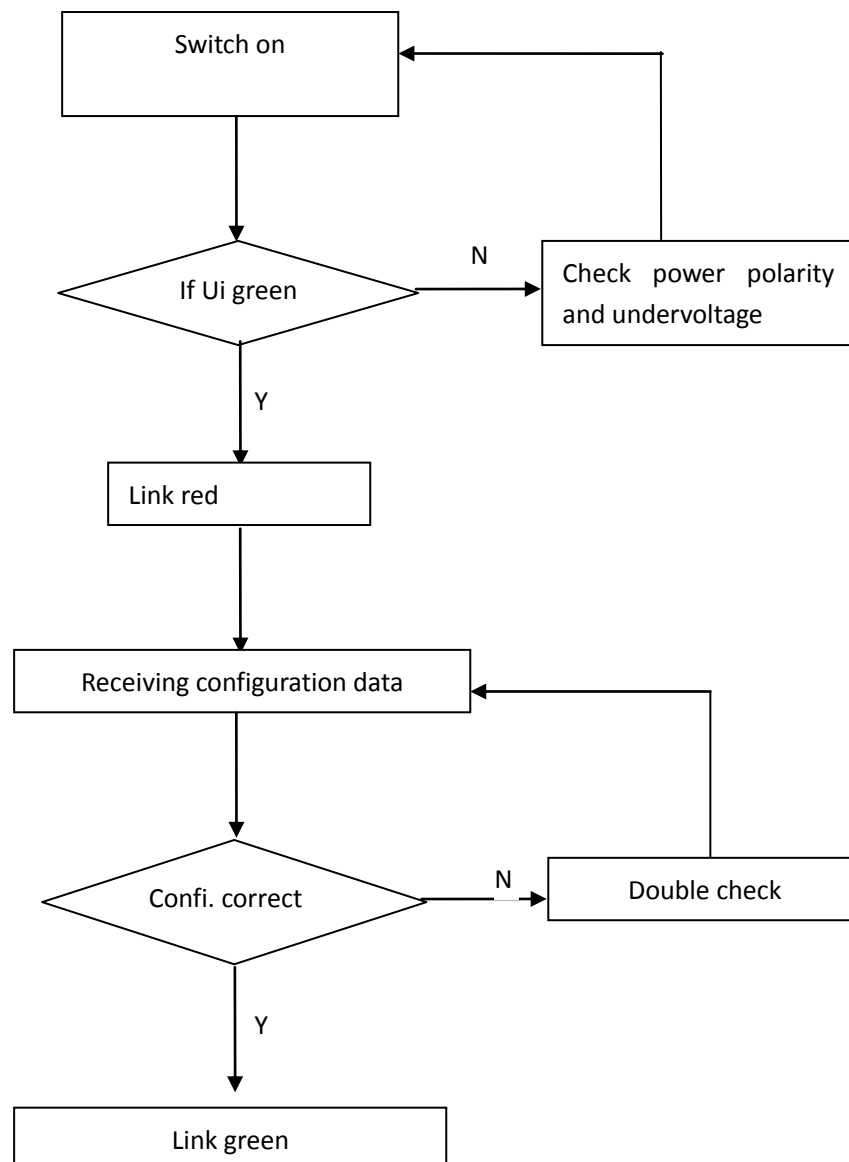 Switch on
If Ui green
N
Check power polarity
and undervoltage
Y
Link red
Receiving configuration data
Confi. correct
N
Double check
Y
Link green